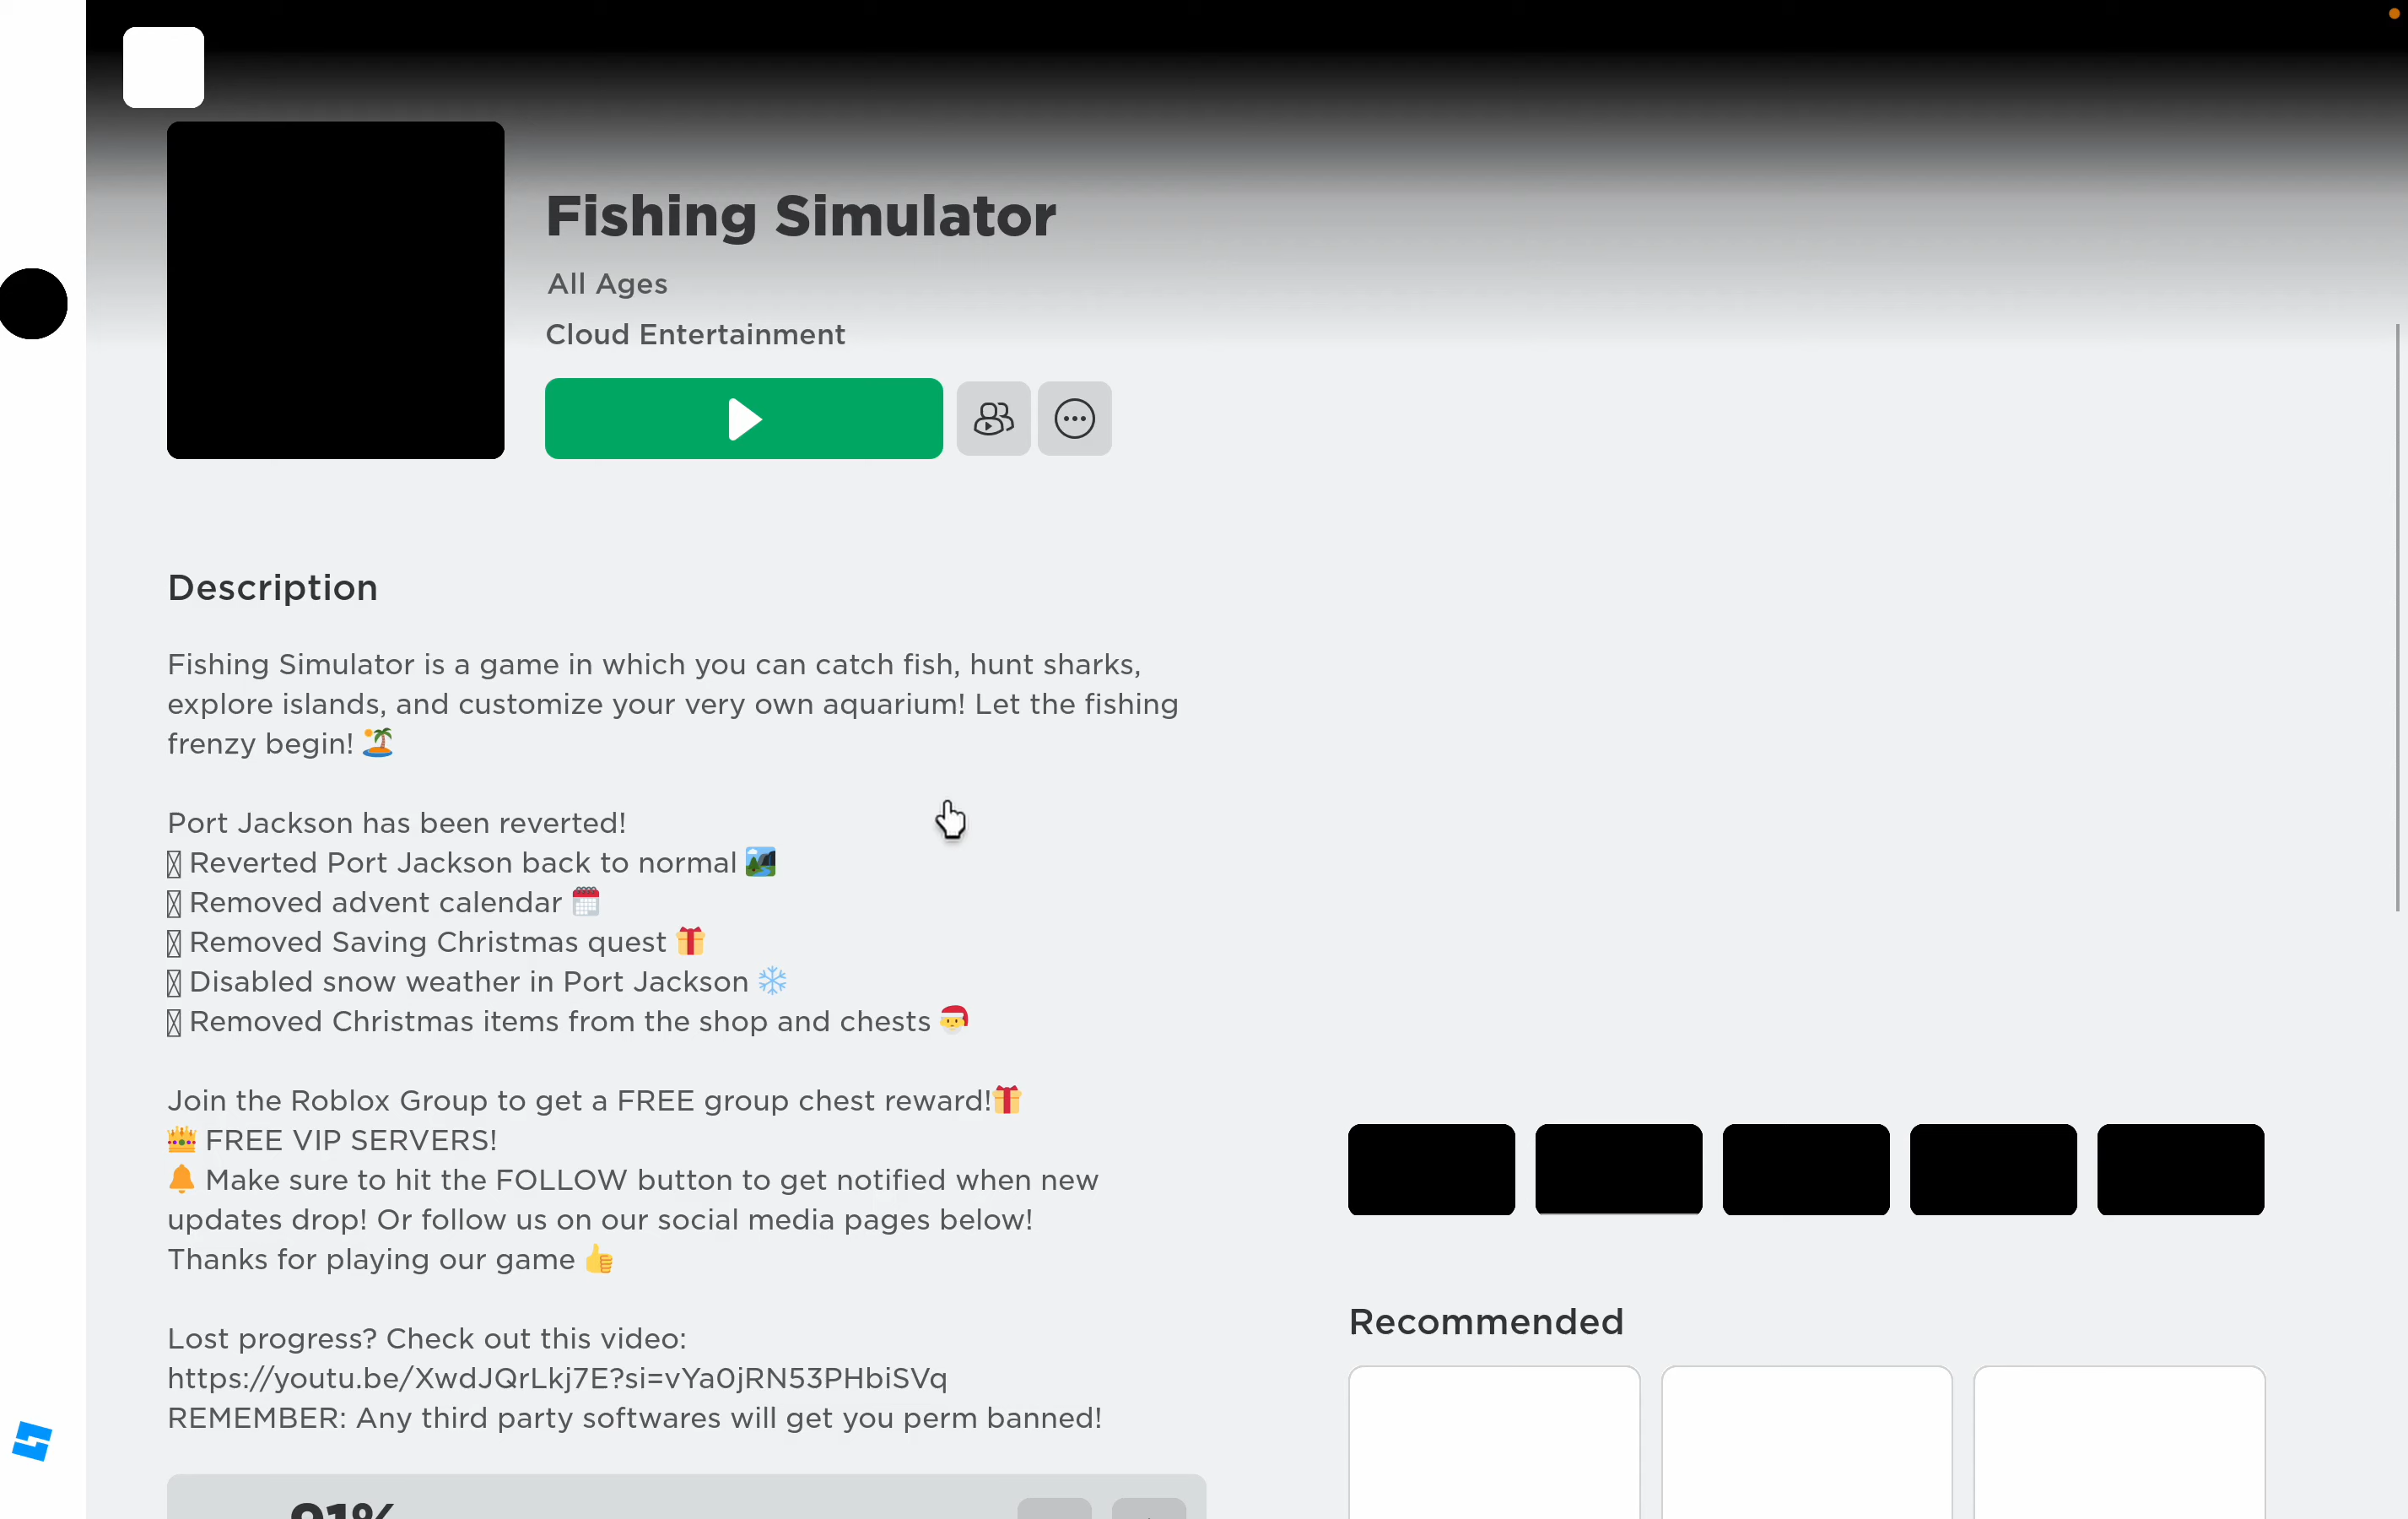 Fishing Simulator
All Ages
Cloud Entertainment
Description
Fishing Simulator is a game in which you can catch fish, hunt sharks,
explore islands, and customize your very own aquarium! Let the fishing
frenzy begin! 🏝️
Port Jackson has been reverted!
Reverted Port Jackson back to normal 🏞️
Removed advent calendar 🗓️
Removed Saving Christmas quest 🎁
Disabled snow weather in Port Jackson ❄️
Removed Christmas items from the shop and chests 🎅
Join the Roblox Group to get a FREE group chest reward!🎁
👑 FREE VIP SERVERS!
🔔 Make sure to hit the FOLLOW button to get notified when new
updates drop! Or follow us on our social media pages below!
Thanks for playing our game 👍
Lost progress? Check out this video:
https://youtu.be/XwdJQrLkj7E?si=vYa0jRN53PHbiSVq
REMEMBER: Any third party softwares will get you perm banned!
91%
Recommended